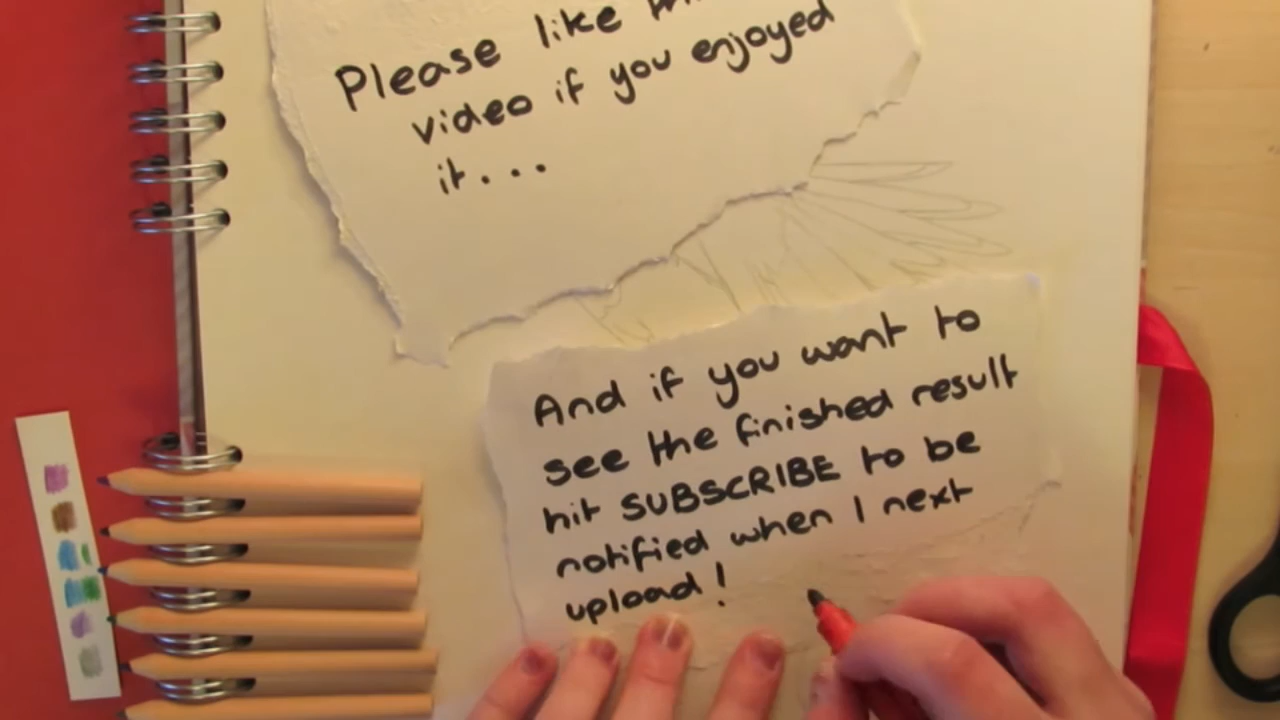 Please like
video if you enjoyed
it...
And if you want to
see the finished result
hit SUBSCRIBE to be
notified when I next
upload!